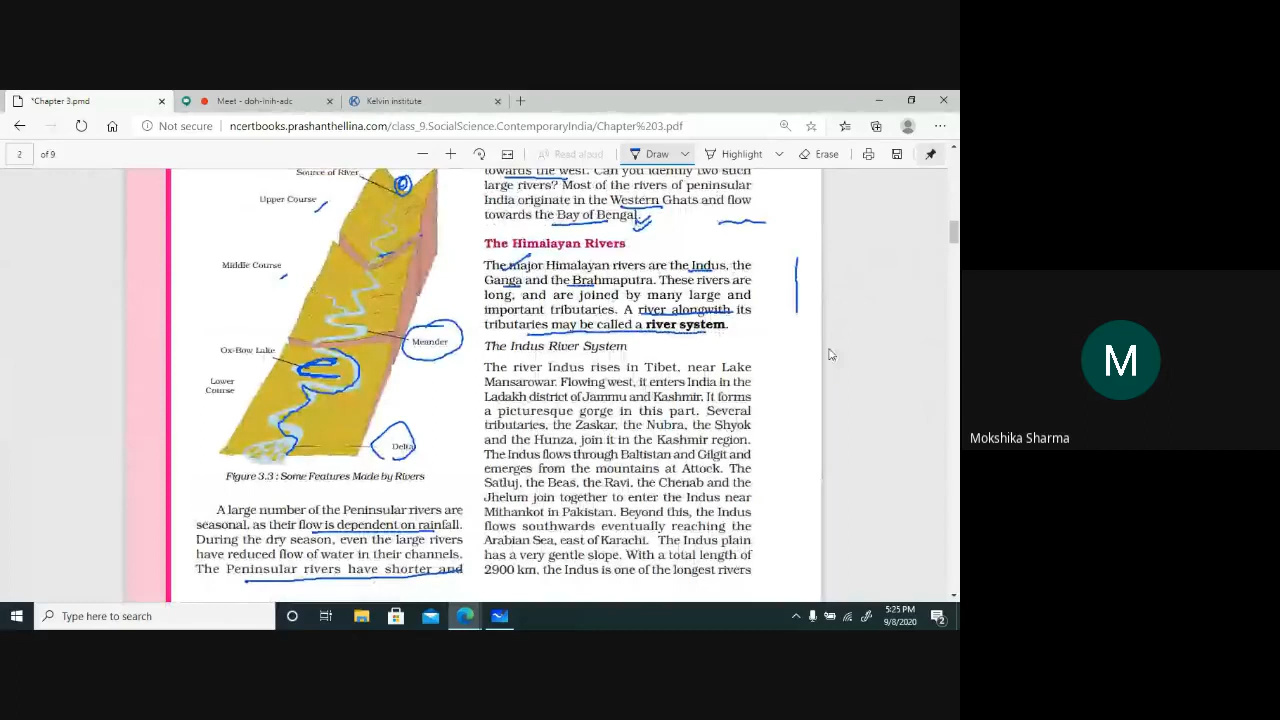 *Chapter 3.pmd
Meet - doh-inih-adc
Kelvin institute
Not secure
ncertbooks.prashanthellina.com/class_9.SocialScience.ContemporaryIndia/Chapter%203.pdf
2 of 9
Read aloud
Draw
Highlight
Erase
Source of River
Upper Course
Middle Course
Meander
Ox-Bow Lake
Lower
Course
Delta
Figure 3.3 : Some Features Made by Rivers
A large number of the Peninsular rivers are
seasonal, as their flow is dependent on rainfall.
During the dry season, even the large rivers
have reduced flow of water in their channels.
The Peninsular rivers have shorter and
towards the west. Can you identify two such
large rivers? Most of the rivers of peninsular
India originate in the Western Ghats and flow
towards the Bay of Bengal.
The Himalayan Rivers
The major Himalayan rivers are the Indus, the
Ganga and the Brahmaputra. These rivers are
long, and are joined by many large and
important tributaries. A river alongwith its
tributaries may be called a river system.
The Indus River System
The river Indus rises in Tibet, near Lake
Mansarowar. Flowing west, it enters India in the
Ladakh district of Jammu and Kashmir. It forms
a picturesque gorge in this part. Several
tributaries, the Zaskar, the Nubra, the Shyok
and the Hunza, join it in the Kashmir region.
The Indus flows through Baltistan and Gilgit and
emerges from the mountains at Attock. The
Satluj, the Beas, the Ravi, the Chenab and the
Jhelum join together to enter the Indus near
Mithankot in Pakistan. Beyond this, the Indus
flows southwards eventually reaching the
Arabian Sea, east of Karachi. The Indus plain
has a very gentle slope. With a total length of
2900 km, the Indus is one of the longest rivers
M
Mokshika Sharma
Type here to search
5:25 PM
9/8/2020
2